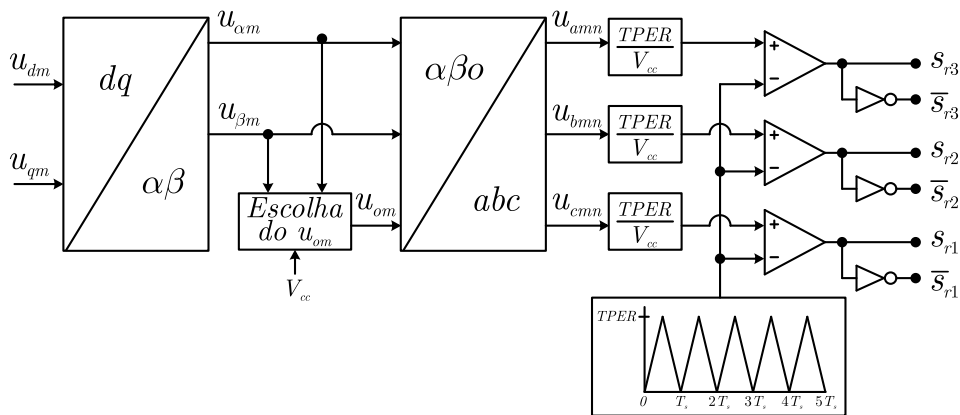 u_dm
u_qm
dq
αβ
u_αm
u_βm
Escolha
do u_om
V_cc
u_om
αβo
abc
u_amn
u_bmn
u_cmn
TPER
V_cc
TPER
V_cc
TPER
V_cc
+
−
+
−
+
−
s_r3
s̅_r3
s_r2
s̅_r2
s_r1
s̅_r1
TPER
0 T_s 2T_s 3T_s 4T_s 5T_s